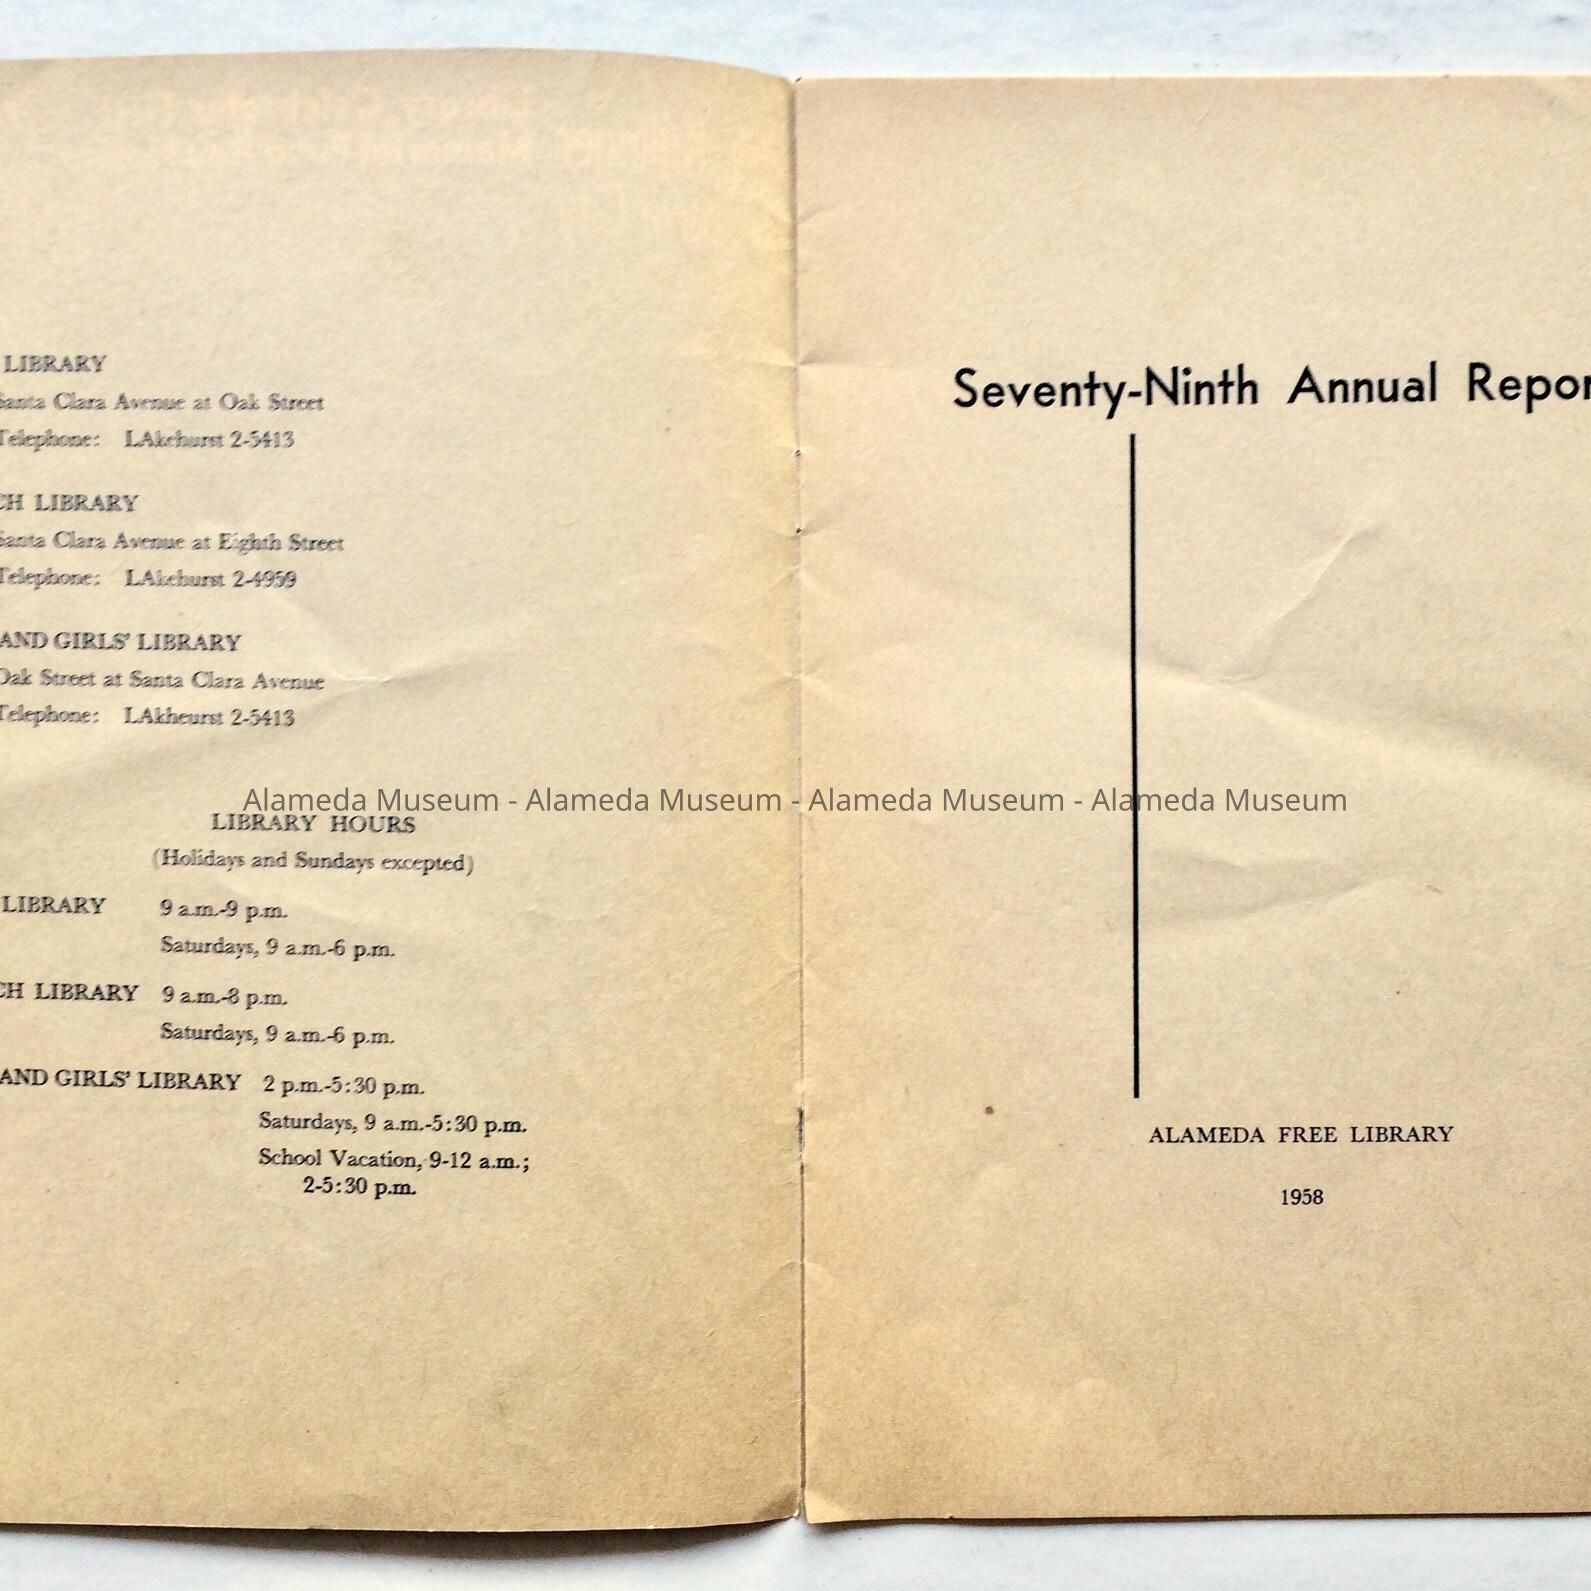 LIBRARY
Santa Clara Avenue at Oak Street
Telephone: LAkehurst 2-5413
CH LIBRARY
Santa Clara Avenue at Eighth Street
Telephone: LAkehurst 2-4959
AND GIRLS' LIBRARY
Oak Street at Santa Clara Avenue
Telephone: LAkheurst 2-5413
LIBRARY HOURS
(Holidays and Sundays excepted)
LIBRARY 9 a.m.-9 p.m.
Saturdays, 9 a.m.-6 p.m.
CH LIBRARY 9 a.m.-8 p.m.
Saturdays, 9 a.m.-6 p.m.
AND GIRLS' LIBRARY 2 p.m.-5:30 p.m.
Saturdays, 9 a.m.-5:30 p.m.
School Vacation, 9-12 a.m.;
2-5:30 p.m.
Seventy-Ninth Annual Repor
ALAMEDA FREE LIBRARY
1958
Alameda Museum - Alameda Museum - Alameda Museum - Alameda Museum